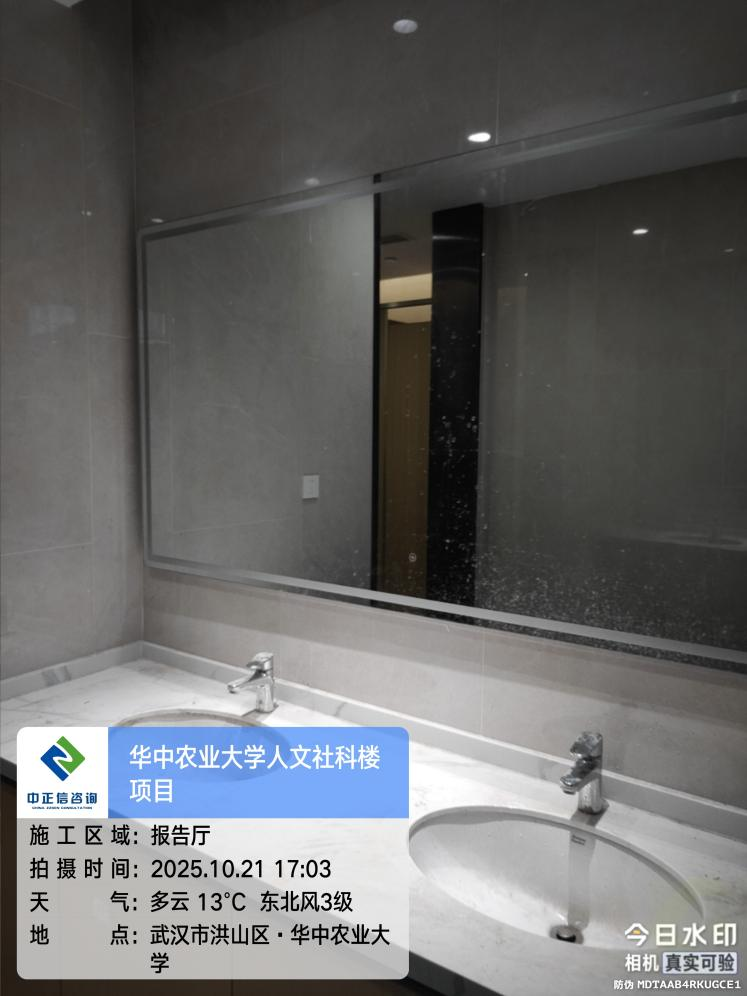 华中农业大学人文社科楼
项目
中正信咨询
施工区域：报告厅
拍摄时间：2025.10.21 17:03
天气：多云 13℃ 东北风3级
地点：武汉市洪山区·华中农业大
学
今日水印
相机 真实可验
防伪 MDTAAB4RKUGCE1